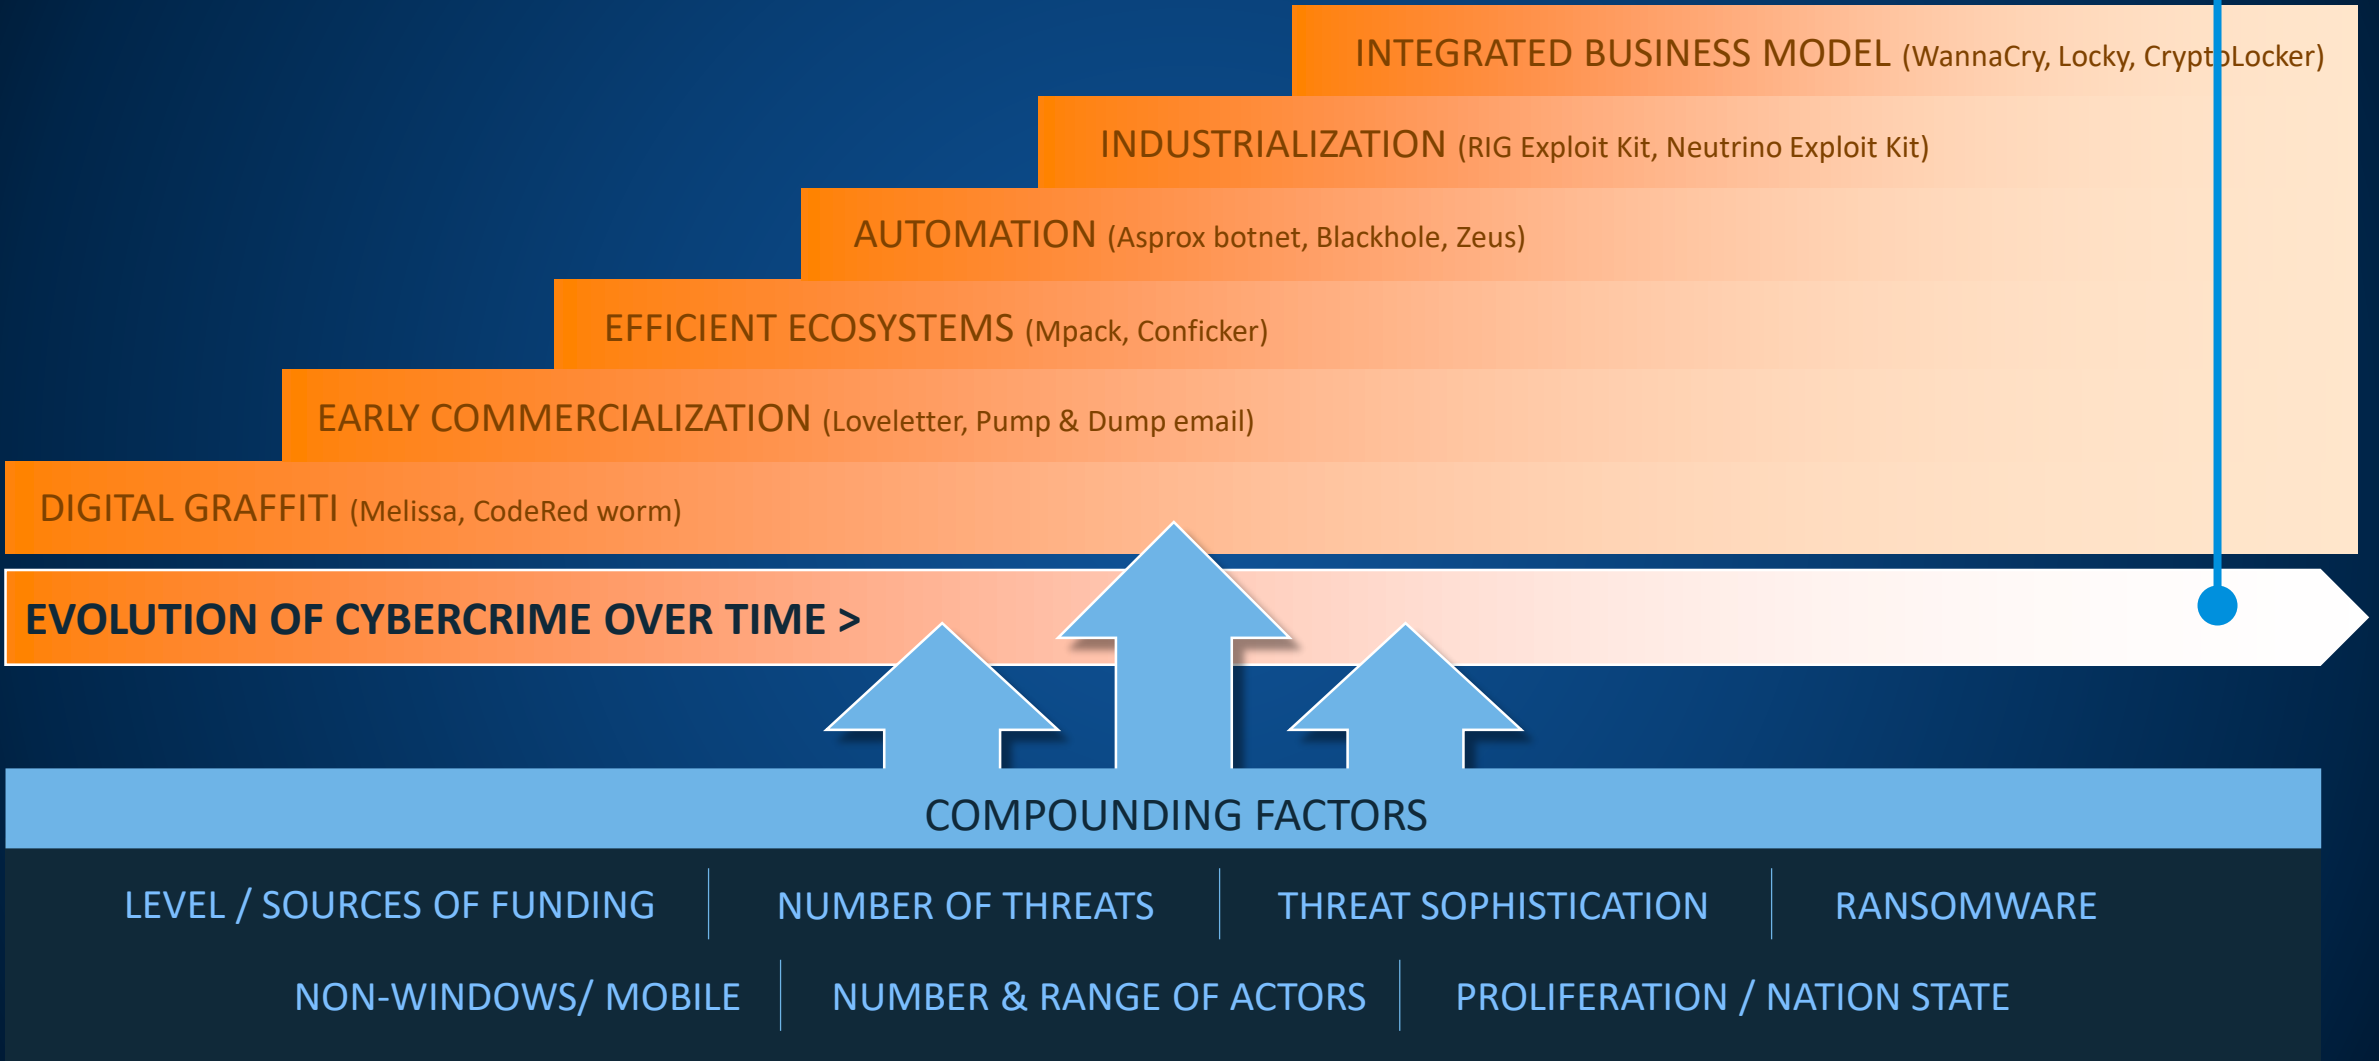 INTEGRATED BUSINESS MODEL (WannaCry, Locky, CryptoLocker)
INDUSTRIALIZATION (RIG Exploit Kit, Neutrino Exploit Kit)
AUTOMATION (Asprox botnet, Blackhole, Zeus)
EFFICIENT ECOSYSTEMS (Mpack, Conficker)
EARLY COMMERCIALIZATION (Loveletter, Pump & Dump email)
DIGITAL GRAFFITI (Melissa, CodeRed worm)
EVOLUTION OF CYBERCRIME OVER TIME >
COMPOUNDING FACTORS
LEVEL / SOURCES OF FUNDING NUMBER OF THREATS THREAT SOPHISTICATION RANSOMWARE
NON-WINDOWS/ MOBILE NUMBER & RANGE OF ACTORS PROLIFERATION / NATION STATE